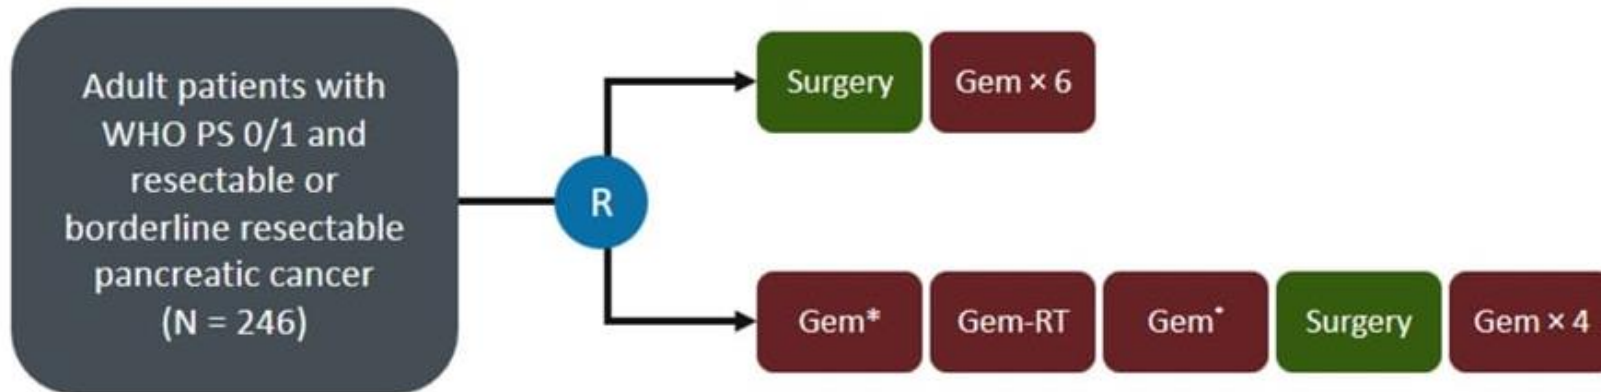 Adult patients with
WHO PS 0/1 and
resectable or
borderline resectable
pancreatic cancer
(N = 246)
R
Surgery
Gem × 6
Gem*
Gem-RT
Gem*
Surgery
Gem × 4